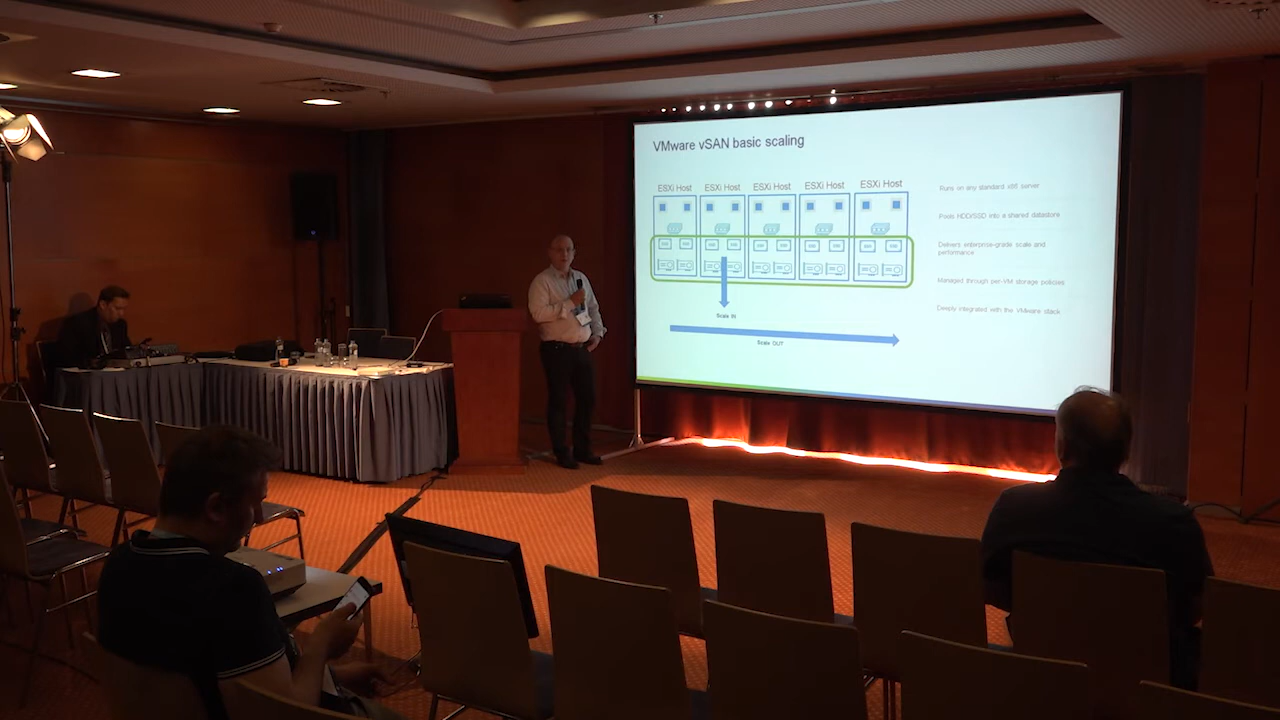 VMware vSAN basic scaling
ESXi Host ESXi Host ESXi Host ESXi Host ESXi Host
Runs on any standard x86 server
Pools HDD/SSD into a shared datastore
Delivers enterprise-grade scale and
performance
Managed through per-VM storage policies
Deeply integrated with the VMware stack
Scale IN
Scale OUT